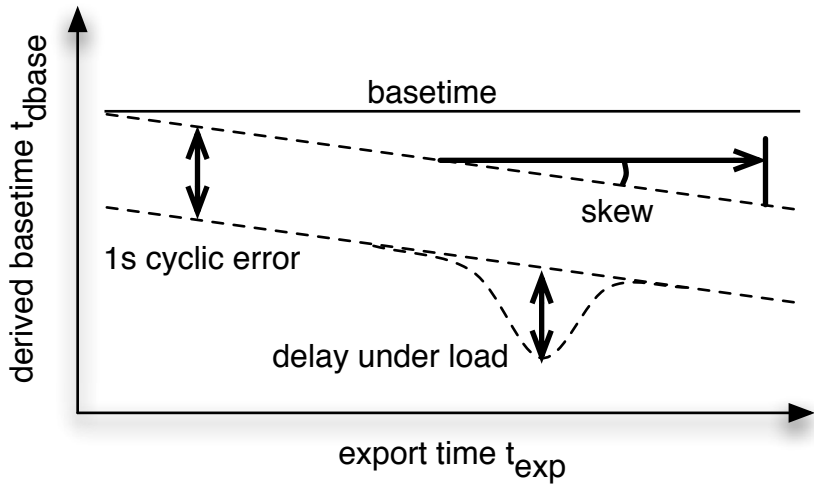 derived basetime t_dbase
basetime
skew
1s cyclic error
delay under load
export time t_exp